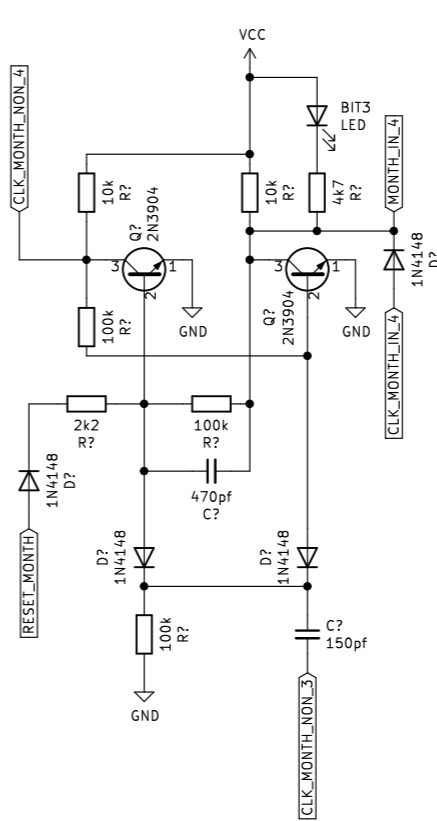 VCC
CLK_MONTH_NON_4
BIT3
LED
MONTH_IN_4
10k
R?
Q?
2N3904
3
1
2
GND
10k
R?
4k7
R?
1N4148
D?
3
1
2
Q?
2N3904
GND
CLK_MONTH_IN_4
100k
R?
2k2
R?
100k
R?
1N4148
D?
470pf
C?
RESET_MONTH
D?
1N4148
D?
1N4148
100k
R?
C?
150pf
GND
CLK_MONTH_NON_3